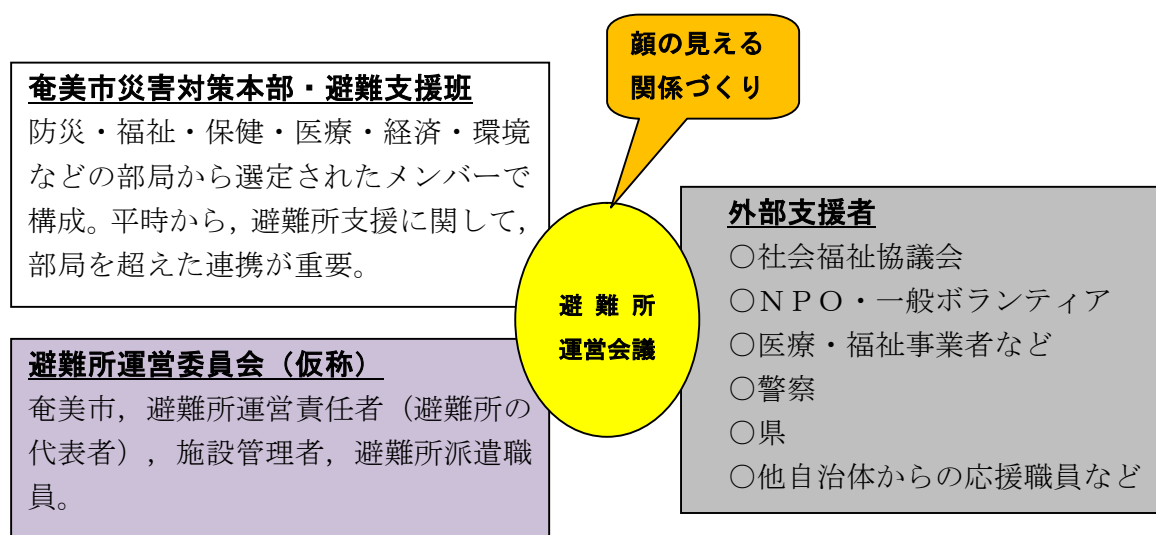 顔の見える
関係づくり
奄美市災害対策本部・避難支援班
防災・福祉・保健・医療・経済・環境
などの部局から選定されたメンバーで
構成。平時から，避難所支援に関して，
部局を超えた連携が重要。
避難所運営委員会（仮称）
奄美市，避難所運営責任者（避難所の
代表者），施設管理者，避難所派遣職
員。
避 難 所
運営会議
外部支援者
○社会福祉協議会
○ＮＰＯ・一般ボランティア
○医療・福祉事業者など
○警察
○県
○他自治体からの応援職員など